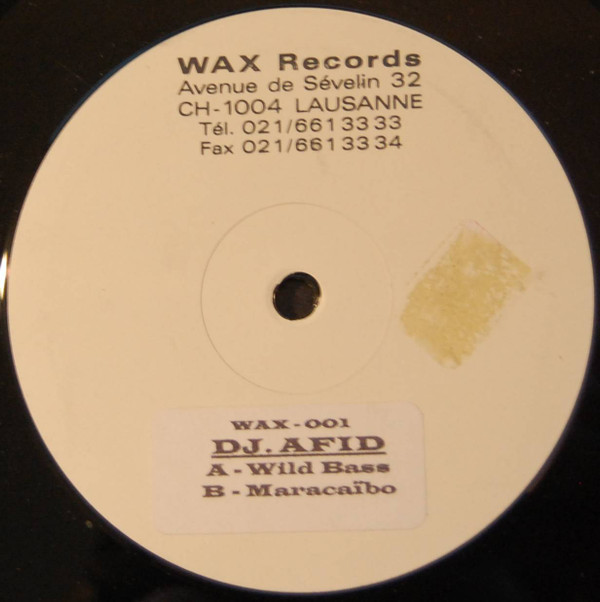 WAX Records
Avenue de Sévelin 32
CH-1004 LAUSANNE
Tél. 021/661 33 33
Fax 021/661 33 34
WAX-001
DJ. AFID
A - Wild Bass
B - Maracaïbo